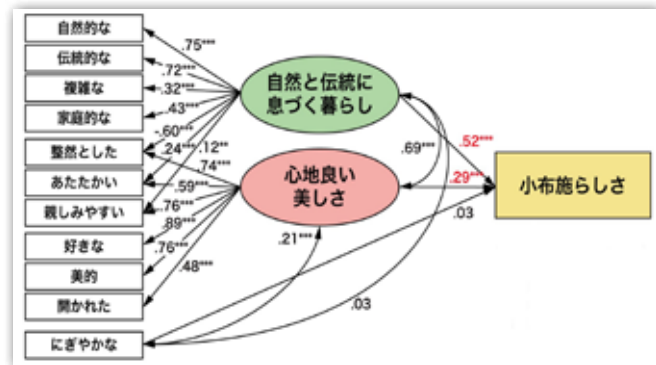 自然的な
伝統的な
複雑な
家庭的な
整然とした
あたたかい
親しみやすい
好きな
美的
開かれた
にぎやかな
.75***
.72***
.32***
.43***
-.60***
.24***
.12**
.74***
.59***
.76***
.89***
.76***
.48***
自然と伝統に
息づく暮らし
心地良い
美しさ
.69***
.21***
.52***
.29***
.03
.03
小布施らしさ